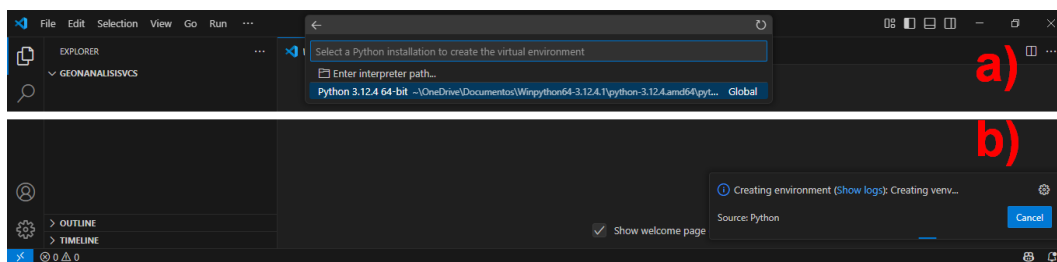 File Edit Selection View Go Run ...
EXPLORER ...
Select a Python installation to create the virtual environment
GEONANALISISVCS
Enter interpreter path...
Python 3.12.4 64-bit ~\OneDrive\Documentos\Winpython64-3.12.4.1\python-3.12.4.amd64\pyt... Global
a)
b)
Creating environment (Show logs): Creating venv...
Source: Python
Cancel
OUTLINE
Show welcome page
TIMELINE
0 0